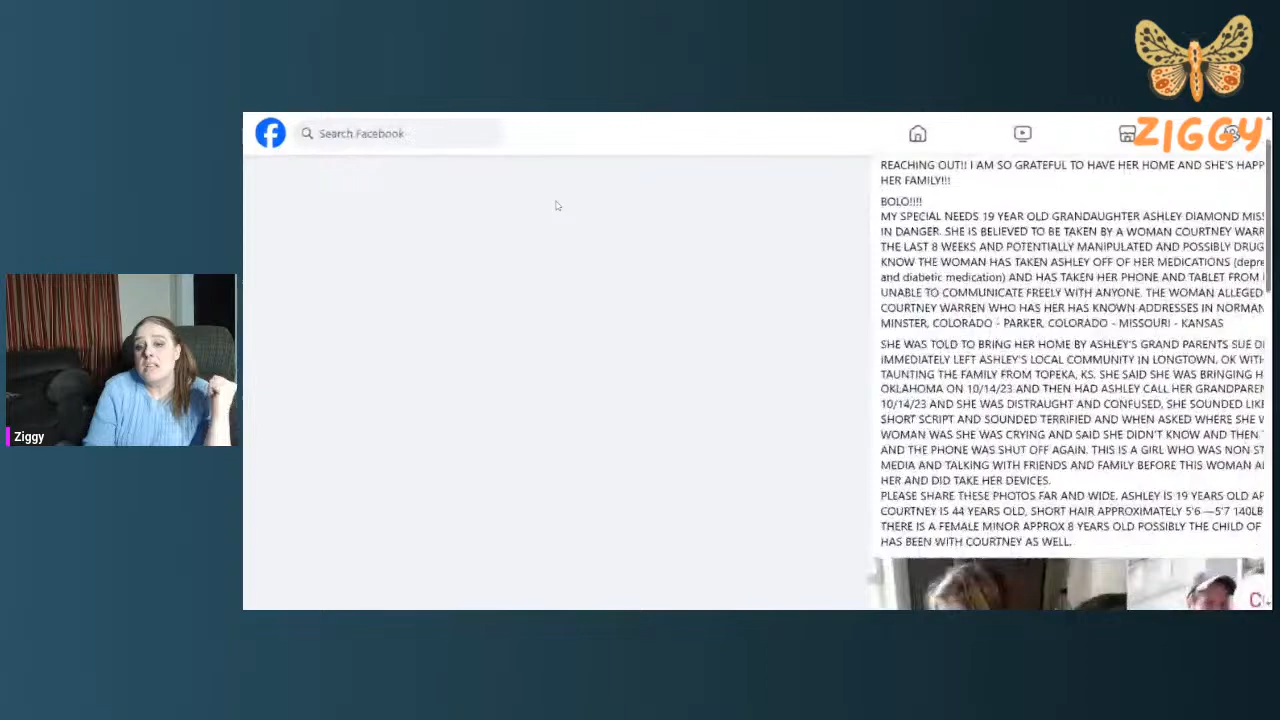 ZIGGY
Search Facebook
REACHING OUT!! I AM SO GRATEFUL TO HAVE HER HOME AND SHE'S HAPP
HER FAMILY!!!
BOLO!!!!
MY SPECIAL NEEDS 19 YEAR OLD GRANDAUGHTER ASHLEY DIAMOND MIS
IN DANGER. SHE IS BELIEVED TO BE TAKEN BY A WOMAN COURTNEY WARR
THE LAST 8 WEEKS AND POTENTIALLY MANIPULATED AND POSSIBLY DRUG
KNOW THE WOMAN HAS TAKEN ASHLEY OFF OF HER MEDICATIONS (depre
and diabetic medication) AND HAS TAKEN HER PHONE AND TABLET FROM
UNABLE TO COMMUNICATE FREELY WITH ANYONE. THE WOMAN ALLEGED
COURTNEY WARREN WHO HAS HER HAS KNOWN ADDRESSES IN NORMAN
MINSTER, COLORADO - PARKER, COLORADO - MISSOURI - KANSAS
SHE WAS TOLD TO BRING HER HOME BY ASHLEY'S GRAND PARENTS SUE DI
IMMEDIATELY LEFT ASHLEY'S LOCAL COMMUNITY IN LONGTOWN, OK WITH
TAUNTING THE FAMILY FROM TOPEKA, KS. SHE SAID SHE WAS BRINGING H
OKLAHOMA ON 10/14/23 AND THEN HAD ASHLEY CALL HER GRANDPAREN
10/14/23 AND SHE WAS DISTRAUGHT AND CONFUSED, SHE SOUNDED LIKE
SHORT SCRIPT AND SOUNDED TERRIFIED AND WHEN ASKED WHERE SHE W
WOMAN WAS SHE WAS CRYING AND SAID SHE DIDN'T KNOW AND THEN
AND THE PHONE WAS SHUT OFF AGAIN. THIS IS A GIRL WHO WAS NON ST
MEDIA AND TALKING WITH FRIENDS AND FAMILY BEFORE THIS WOMAN A
HER AND DID TAKE HER DEVICES.
PLEASE SHARE THESE PHOTOS FAR AND WIDE. ASHLEY IS 19 YEARS OLD AP
COURTNEY IS 44 YEARS OLD, SHORT HAIR APPROXIMATELY 5'6 —5'7 140LB
THERE IS A FEMALE MINOR APPROX 8 YEARS OLD POSSIBLY THE CHILD OF
HAS BEEN WITH COURTNEY AS WELL.
Ziggy